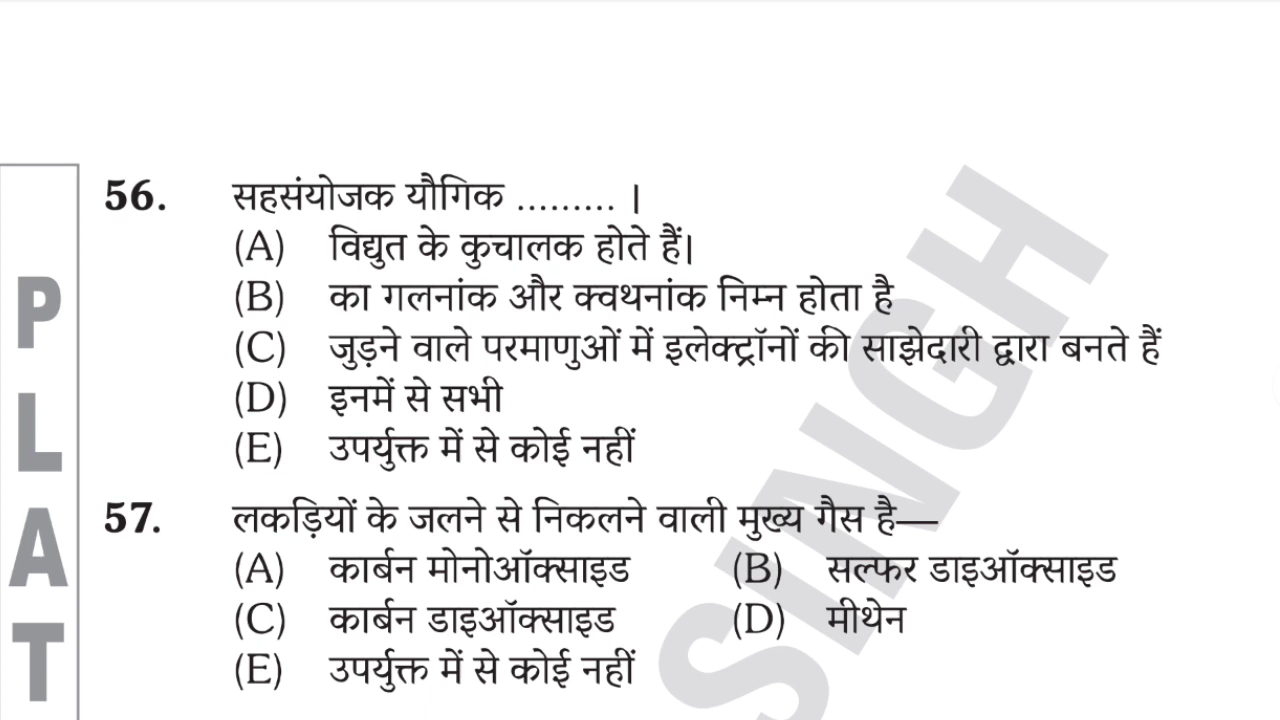 56. सहसंयोजक यौगिक ......... ।
(A) विद्युत के कुचालक होते हैं।
(B) का गलनांक और क्वथनांक निम्न होता है
(C) जुड़ने वाले परमाणुओं में इलेक्ट्रॉनों की साझेदारी द्वारा बनते हैं
(D) इनमें से सभी
(E) उपर्युक्त में से कोई नहीं
57. लकड़ियों के जलने से निकलने वाली मुख्य गैस है—
(A) कार्बन मोनोऑक्साइड (B) सल्फर डाइऑक्साइड
(C) कार्बन डाइऑक्साइड (D) मीथेन
(E) उपर्युक्त में से कोई नहीं
PLAT
SINGH